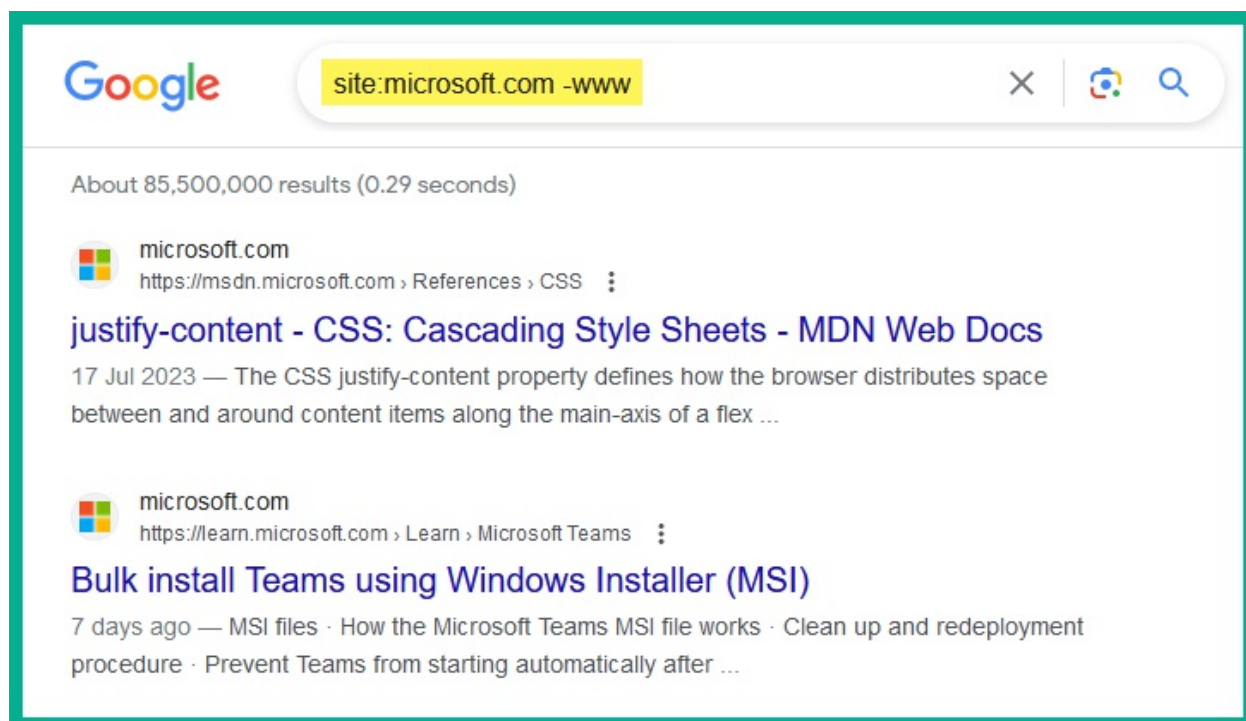 Google
site:microsoft.com -www
About 85,500,000 results (0.29 seconds)
microsoft.com
https://msdn.microsoft.com › References › CSS
justify-content - CSS: Cascading Style Sheets - MDN Web Docs
17 Jul 2023 — The CSS justify-content property defines how the browser distributes space
between and around content items along the main-axis of a flex ...
microsoft.com
https://learn.microsoft.com › Learn › Microsoft Teams
Bulk install Teams using Windows Installer (MSI)
7 days ago — MSI files · How the Microsoft Teams MSI file works · Clean up and redeployment
procedure · Prevent Teams from starting automatically after ...